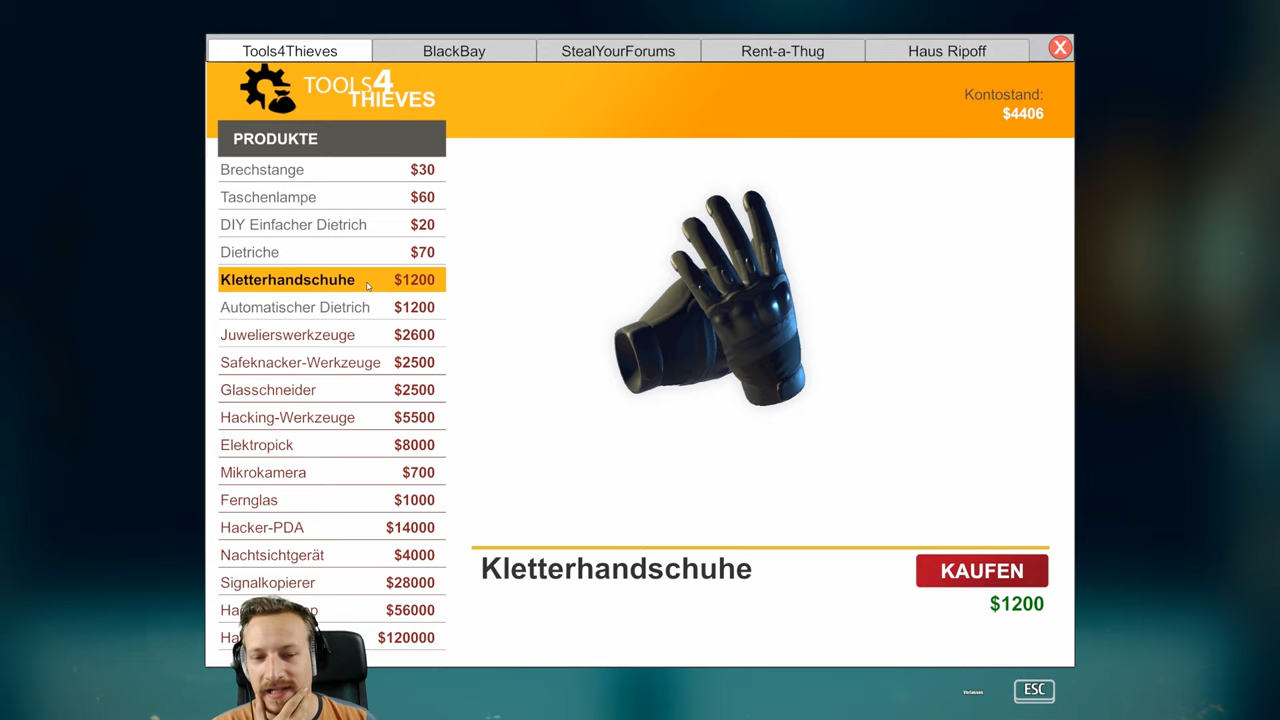 Tools4Thieves BlackBay StealYourForums Rent-a-Thug Haus Ripoff X
TOOLS4
THIEVES
Kontostand:
$4406
PRODUKTE
Brechstange $30
Taschenlampe $60
DIY Einfacher Dietrich $20
Dietriche $70
Kletterhandschuhe $1200
Automatischer Dietrich $1200
Juwelierswerkzeuge $2600
Safeknacker-Werkzeuge $2500
Glasschneider $2500
Hacking-Werkzeuge $5500
Elektropick $8000
Mikrokamera $700
Fernglas $1000
Hacker-PDA $14000
Nachtsichtgerät $4000
Signalkopierer $28000
$56000
$120000
Kletterhandschuhe
KAUFEN
$1200
Verlassen ESC